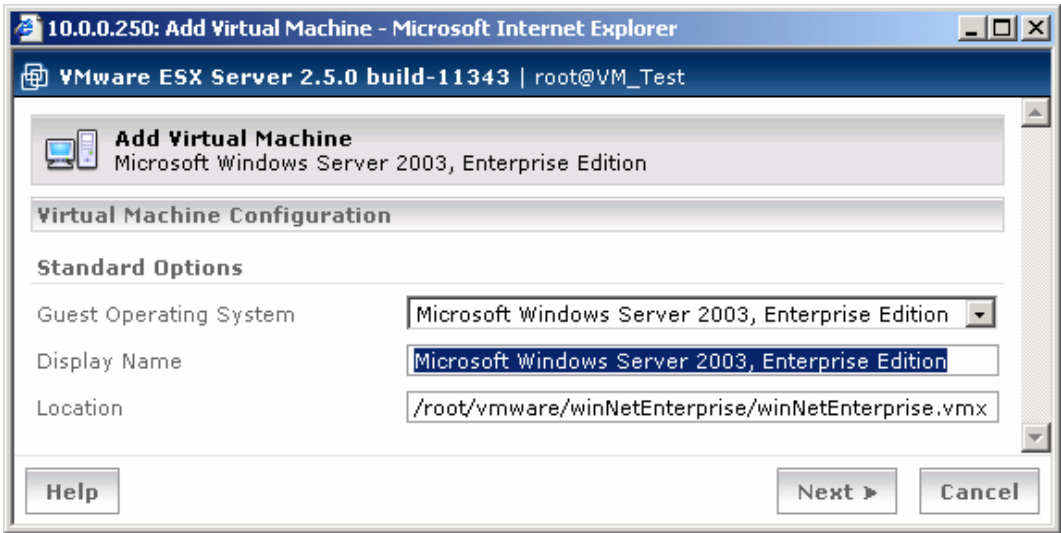 10.0.0.250: Add Virtual Machine - Microsoft Internet Explorer
VMware ESX Server 2.5.0 build-11343 | root@VM_Test
Add Virtual Machine
Microsoft Windows Server 2003, Enterprise Edition
Virtual Machine Configuration
Standard Options
Guest Operating System Microsoft Windows Server 2003, Enterprise Edition
Display Name Microsoft Windows Server 2003, Enterprise Edition
Location /root/vmware/winNetEnterprise/winNetEnterprise.vmx
Help Next Cancel